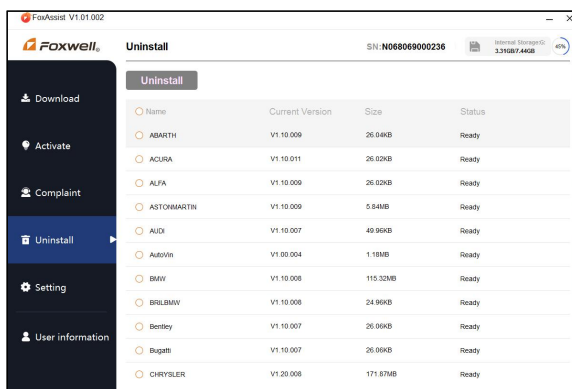 FoxAssist V1.01.002
Foxwell®
Uninstall SN:N068069000236 Internal Storage:G: 3.31GB/7.44GB 45%
Download
Activate
Complaint
Uninstall
Setting
User information
Uninstall
Name Current Version Size Status
ABARTH V1.10.009 26.04KB Ready
ACURA V1.10.011 26.02KB Ready
ALFA V1.10.009 26.02KB Ready
ASTONMARTIN V1.10.009 5.84MB Ready
AUDI V1.10.007 49.96KB Ready
AutoVin V1.00.004 1.18MB Ready
BMW V1.10.008 115.32MB Ready
BRILBMW V1.10.008 24.96KB Ready
Bentley V1.10.007 26.06KB Ready
Bugatti V1.10.007 26.06KB Ready
CHRYSLER V1.20.008 171.87MB Ready